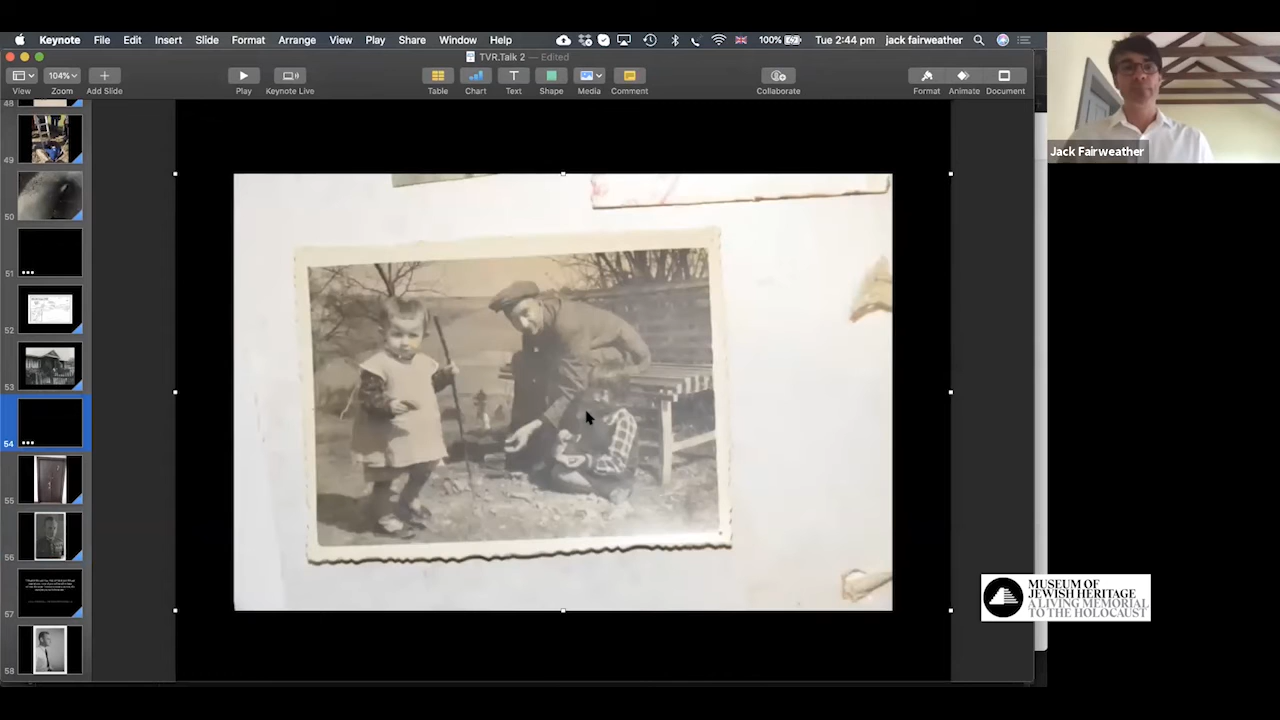 Keynote File Edit Insert Slide Format Arrange View Play Share Window Help 100% Tue 2:44 pm jack fairweather
TVR.Talk 2 — Edited
104%
View Zoom Add Slide Play Keynote Live Table Chart Text Shape Media Comment Collaborate Format Animate Document
48
49
50
51
52
53
54
55
56
57
58
Jack Fairweather
MUSEUM OF
JEWISH HERITAGE
A LIVING MEMORIAL
TO THE HOLOCAUST